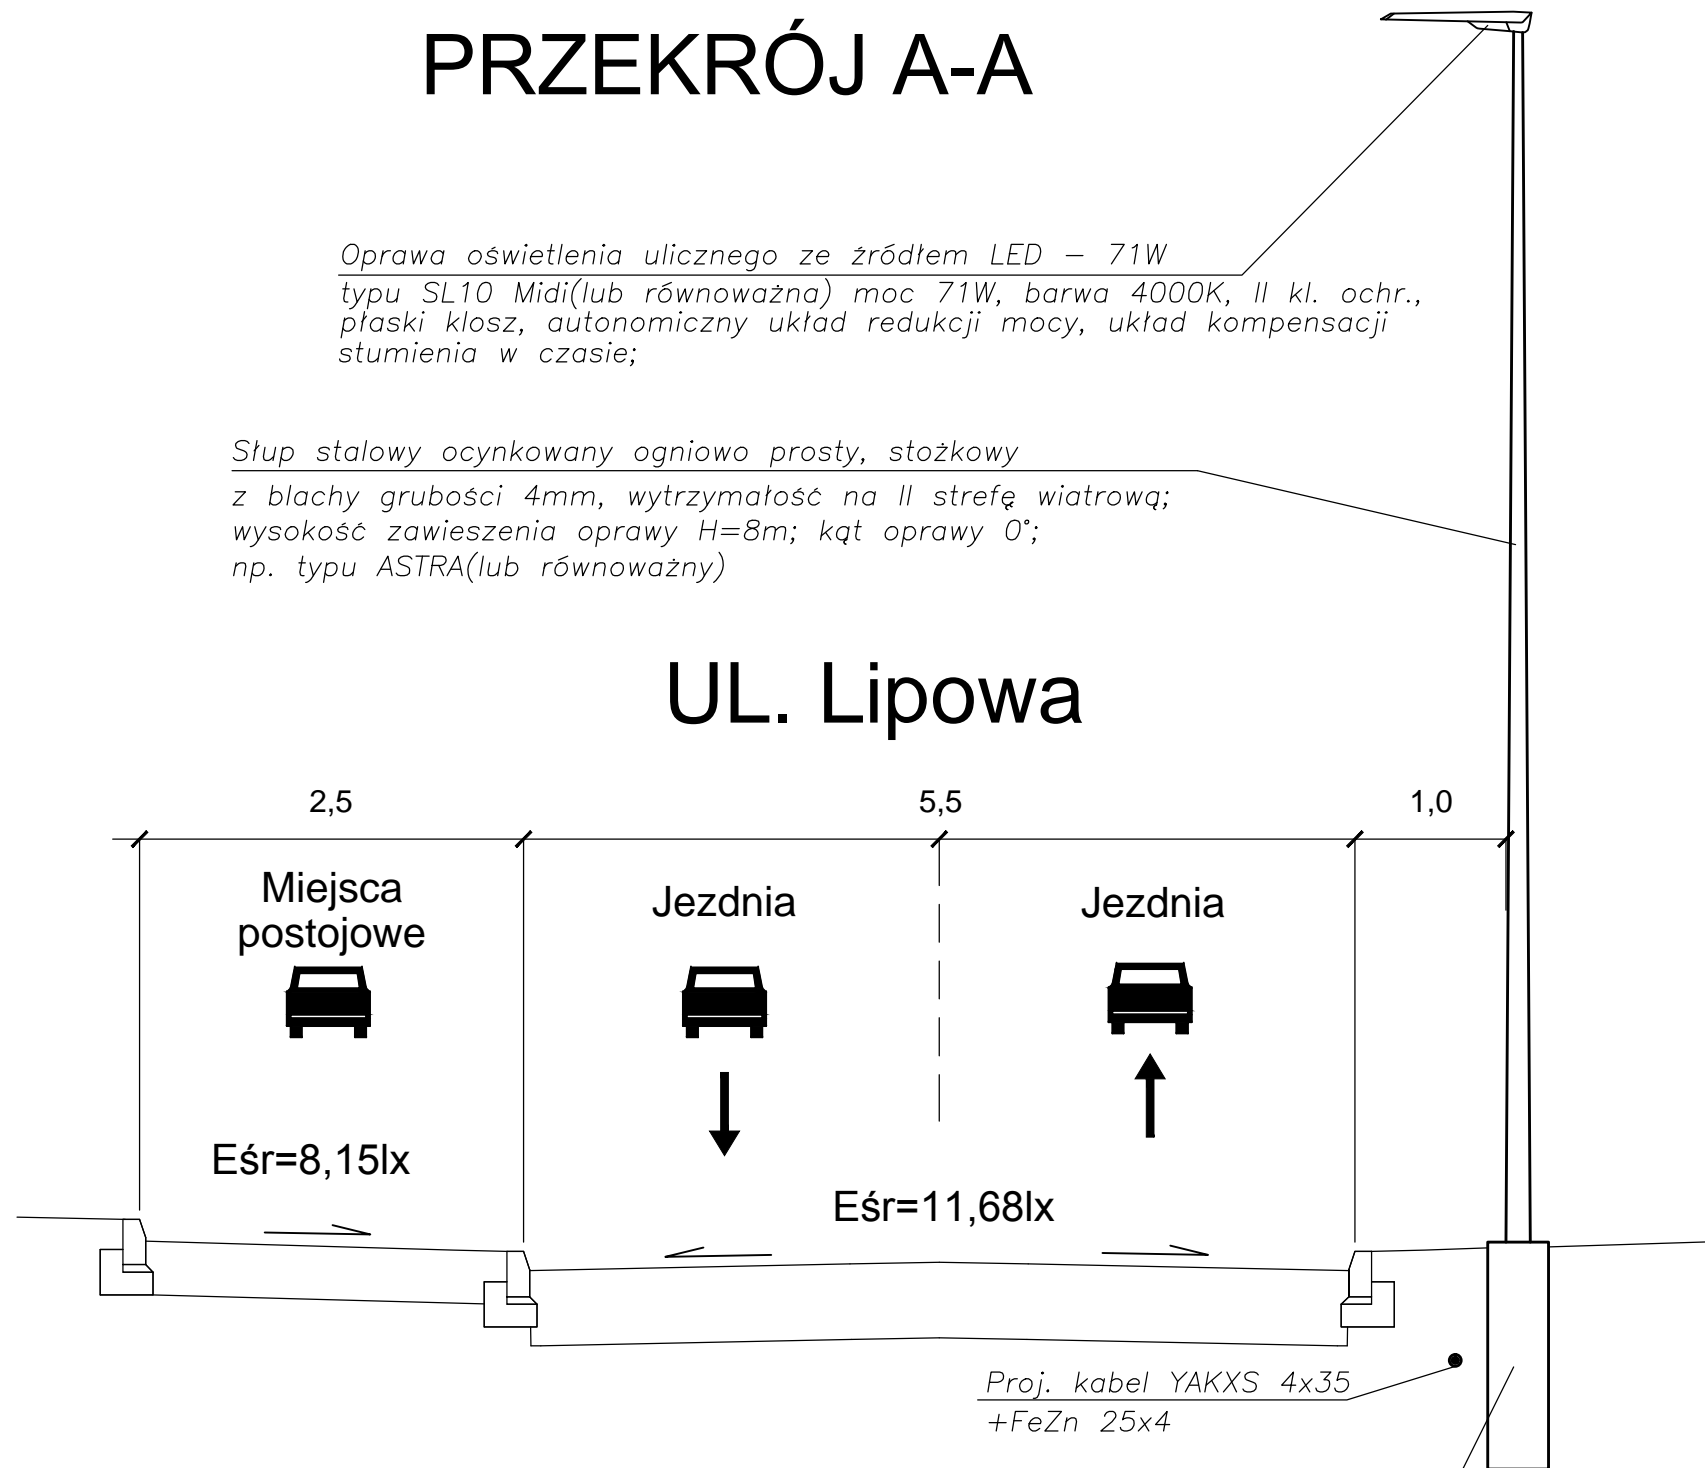 PRZEKRÓJ A-A
Oprawa oświetlenia ulicznego ze źródłem LED – 71W
typu SL10 Midi(lub równoważna) moc 71W, barwa 4000K, II kl. ochr.,
płaski klosz, autonomiczny układ redukcji mocy, układ kompensacji
stumienia w czasie;
Słup stalowy ocynkowany ogniowo prosty, stożkowy
z blachy grubości 4mm, wytrzymałość na II strefę wiatrową;
wysokość zawieszenia oprawy H=8m; kąt oprawy 0°;
np. typu ASTRA(lub równoważny)
UL. Lipowa
2,5
5,5
1,0
Miejsca
postojowe
Jezdnia
Jezdnia
Eśr=8,15lx
Eśr=11,68lx
Proj. kabel YAKXS 4x35
+FeZn 25x4